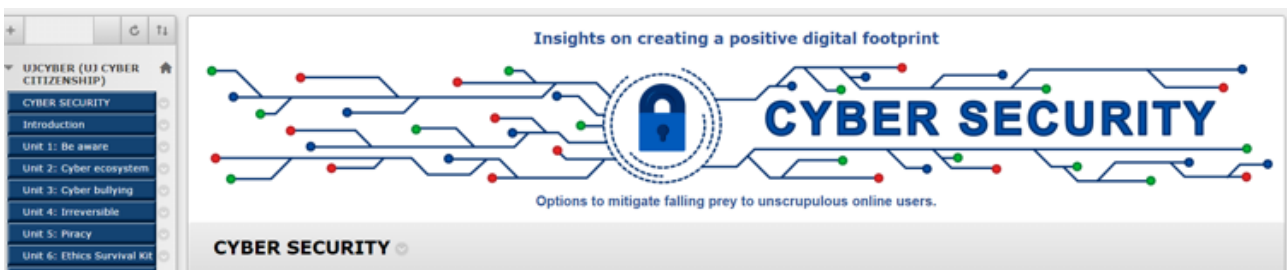 UJCYBER (UJ CYBER
CITIZENSHIP)
CYBER SECURITY
Introduction
Unit 1: Be aware
Unit 2: Cyber ecosystem
Unit 3: Cyber bullying
Unit 4: Irreversible
Unit 5: Piracy
Unit 6: Ethics Survival Kit
Insights on creating a positive digital footprint
CYBER SECURITY
Options to mitigate falling prey to unscrupulous online users.
CYBER SECURITY